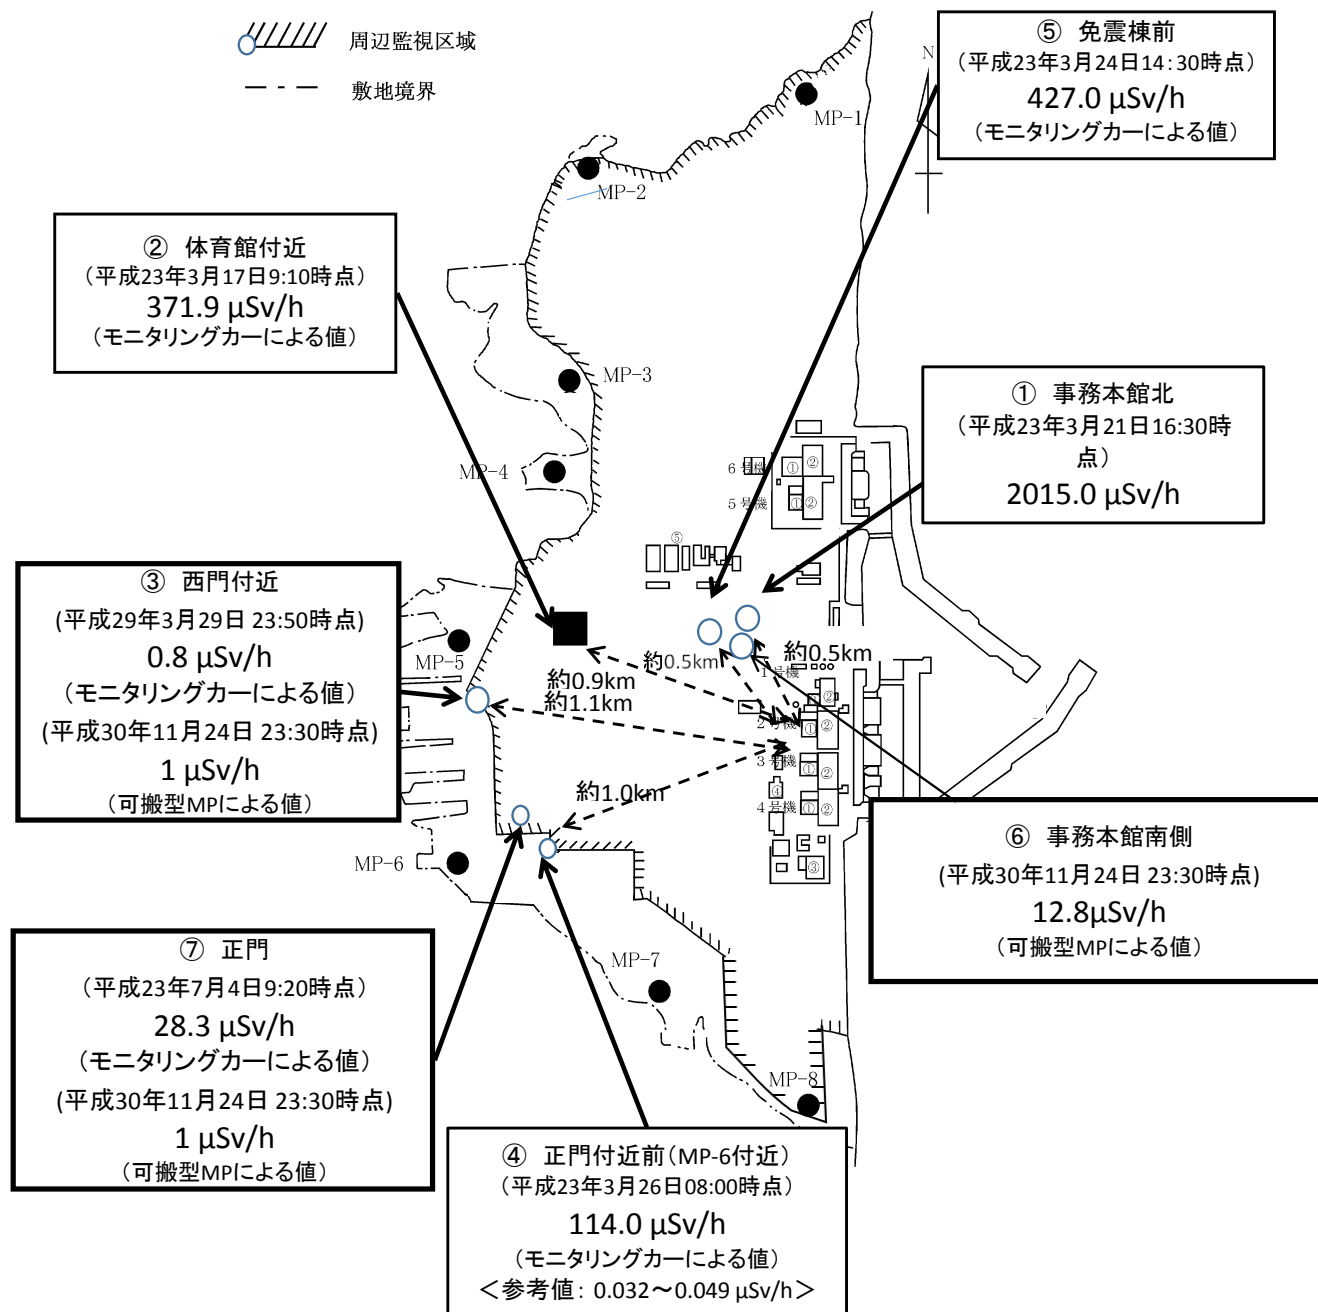 周辺監視区域
敷地境界
⑤ 免震棟前
(平成23年3月24日14:30時点)
427.0 μSv/h
(モニタリングカーによる値)
N
MP-1
MP-2
② 体育館付近
(平成23年3月17日9:10時点)
371.9 μSv/h
(モニタリングカーによる値)
MP-3
① 事務本館北
(平成23年3月21日16:30時
点)
2015.0 μSv/h
MP-4
6号機
① ②
5号機
① ②
⑤
③ 西門付近
(平成29年3月29日 23:50時点)
0.8 μSv/h
(モニタリングカーによる値)
(平成30年11月24日 23:30時点)
1 μSv/h
(可搬型MPによる値)
MP-5
約0.5km
約0.5km
約0.9km
約1.1km
1号機
②
2号機
① ②
3号機
① ②
④
4号機
① ②
③
約1.0km
⑥ 事務本館南側
(平成30年11月24日 23:30時点)
12.8μSv/h
(可搬型MPによる値)
MP-6
⑦ 正門
(平成23年7月4日9:20時点)
28.3 μSv/h
(モニタリングカーによる値)
(平成30年11月24日 23:30時点)
1 μSv/h
(可搬型MPによる値)
MP-7
MP-8
④ 正門付近前(MP-6付近)
(平成23年3月26日08:00時点)
114.0 μSv/h
(モニタリングカーによる値)
<参考値: 0.032~0.049 μSv/h>